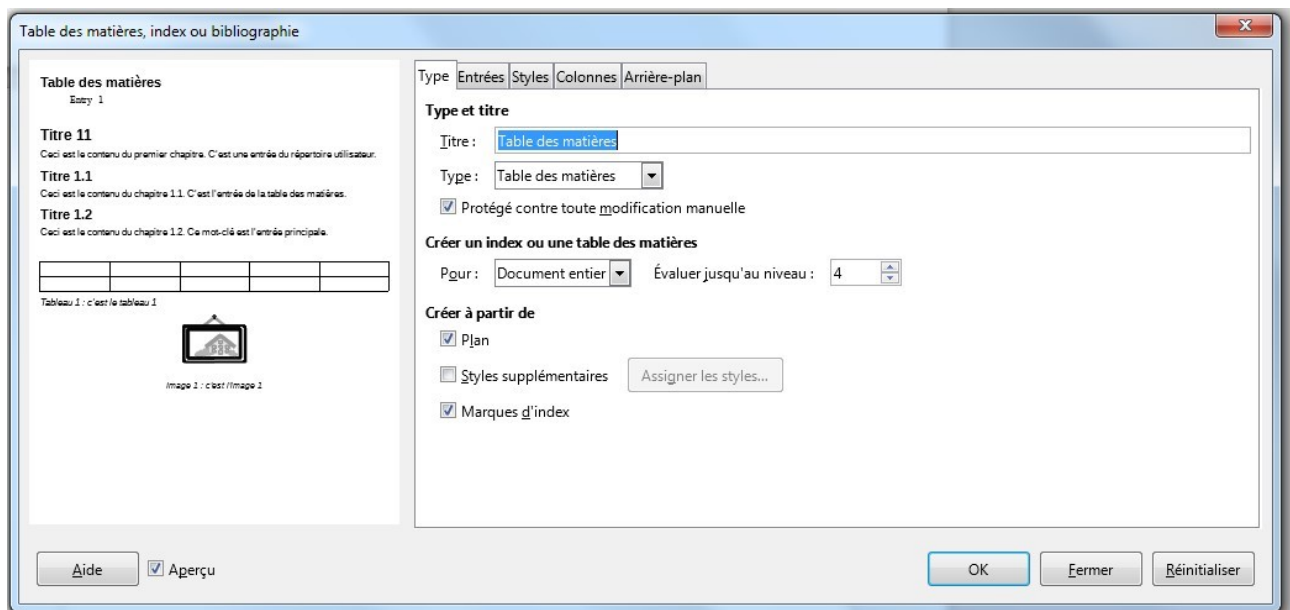 Table des matières, index ou bibliographie
Table des matières
Entry 1
Titre 11
Ceci est le contenu du premier chapitre. C'est une entrée du répertoire utilisateur.
Titre 1.1
Ceci est le contenu du chapitre 1.1. C'est l'entrée de la table des matières.
Titre 1.2
Ceci est le contenu du chapitre 1.2. Ce mot-clé est l'entrée principale.
Tableau 1 : c'est le tableau 1
Image 1 : c'est l'image 1
Type Entrées Styles Colonnes Arrière-plan
Type et titre
Titre : Table des matières
Type : Table des matières
Protégé contre toute modification manuelle
Créer un index ou une table des matières
Pour : Document entier Évaluer jusqu'au niveau : 4
Créer à partir de
Plan
Styles supplémentaires Assigner les styles...
Marques d'index
Aide Aperçu OK Fermer Réinitialiser